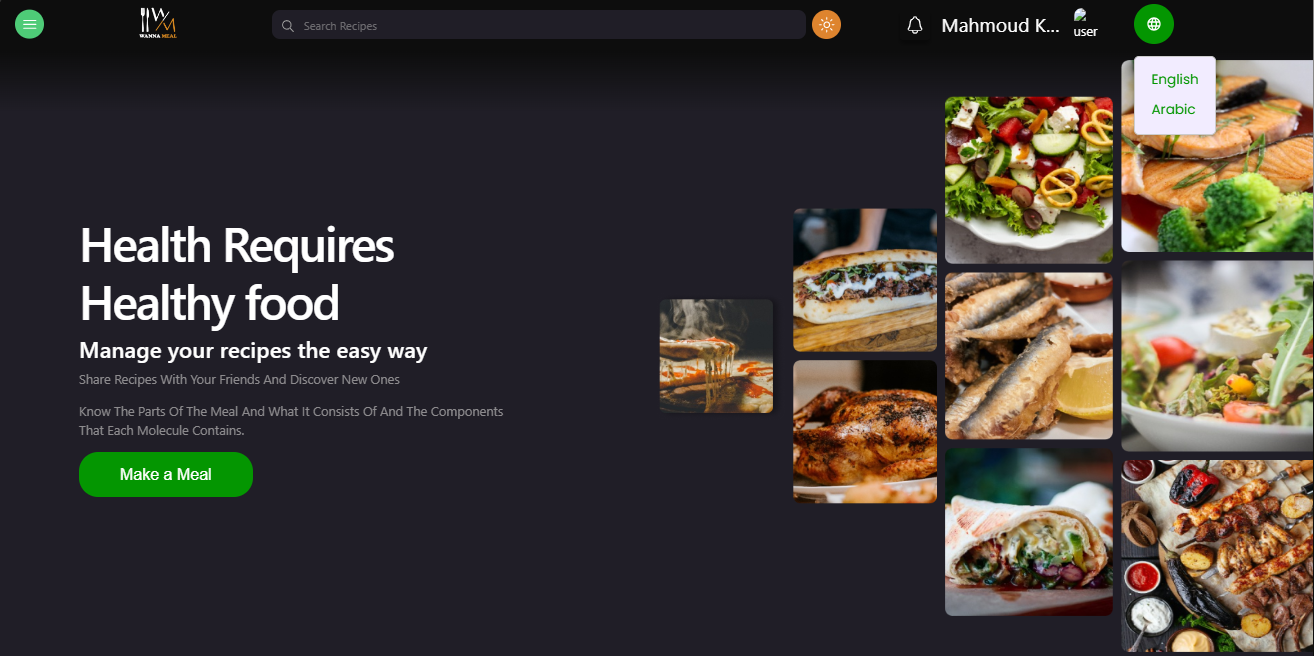 WM
WANNA MEAL
Search Recipes
Mahmoud K...
user
English
Arabic
Health Requires
Healthy food
Manage your recipes the easy way
Share Recipes With Your Friends And Discover New Ones
Know The Parts Of The Meal And What It Consists Of And The Components
That Each Molecule Contains.
Make a Meal